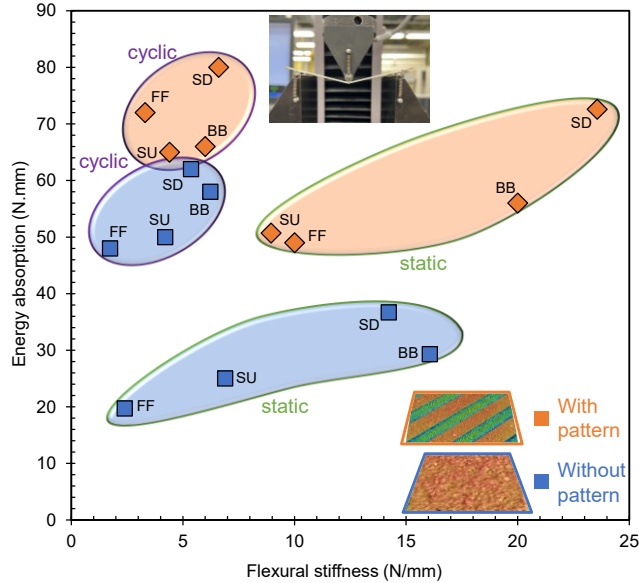 90
80
70
60
50
40
30
20
10
0
0
5
10
15
20
25
Energy absorption (N.mm)
Flexural stiffness (N/mm)
cyclic
SD
FF
SU
BB
cyclic
SD
BB
SU
FF
SD
BB
SU
FF
static
SD
BB
SU
FF
static
With
pattern
Without
pattern